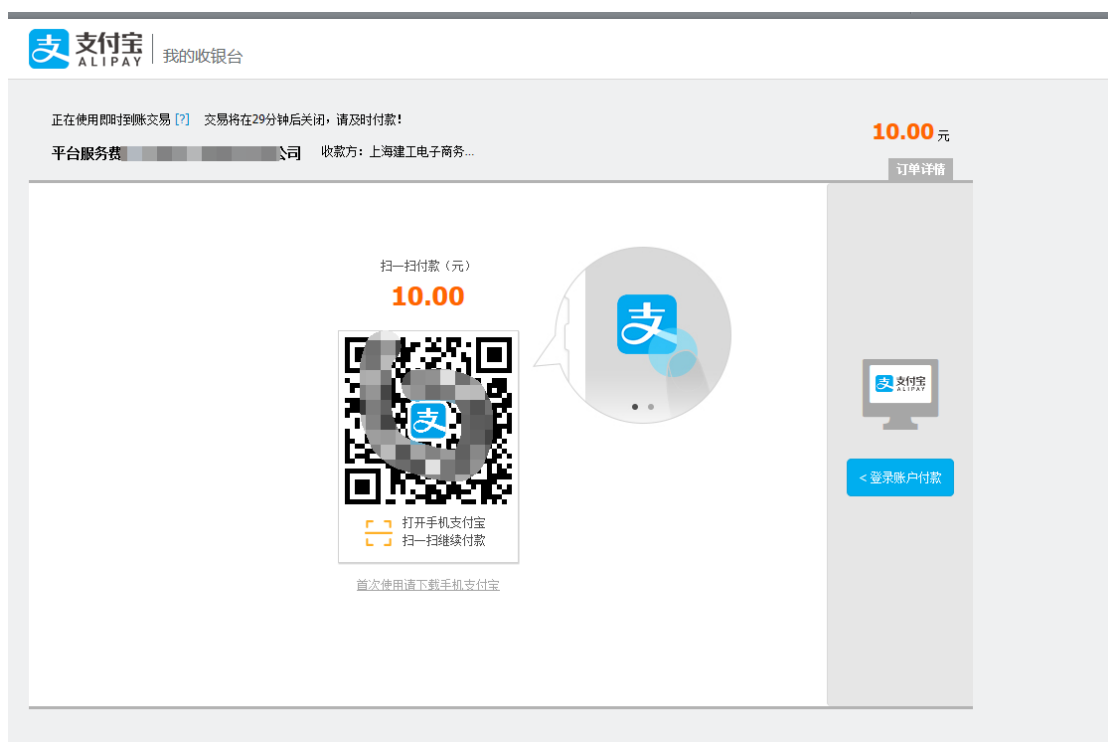 支付宝
ALIPAY
我的收银台
正在使用即时到账交易 [?] 交易将在29分钟后关闭，请及时付款！
10.00 元
平台服务费 公司 收款方：上海建工电子商务...
订单详情
扫一扫付款（元）
10.00
支付宝
ALIPAY
<登录账户付款
打开手机支付宝
扫一扫继续付款
首次使用请下载手机支付宝